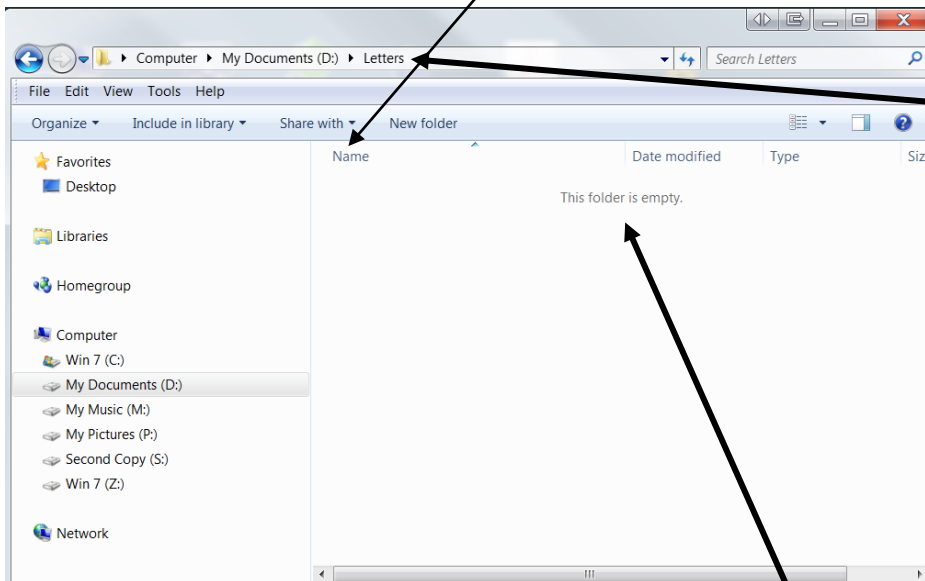 Computer My Documents (D:) Letters Search Letters
File Edit View Tools Help
Organize Include in library Share with New folder
Name Date modified Type Siz
This folder is empty.
Favorites
Desktop
Libraries
Homegroup
Computer
Win 7 (C:)
My Documents (D:)
My Music (M:)
My Pictures (P:)
Second Copy (S:)
Win 7 (Z:)
Network